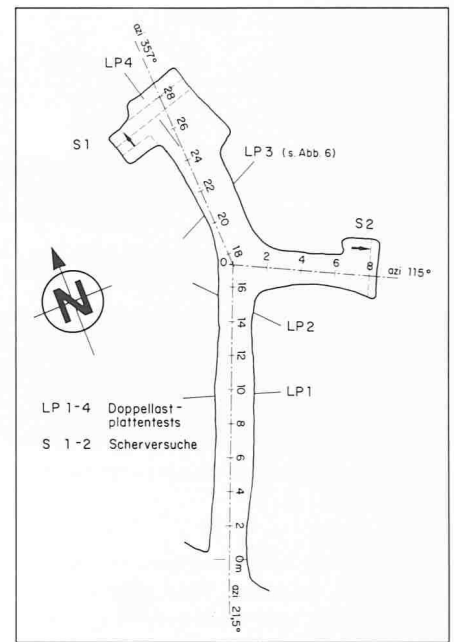 azi 357°
LP4
28
26
S1
24
LP3 (s. Abb. 6)
22
20
S2
18
0
2
4
6
8
azi 115°
16
N
14
LP2
12
LP 1-4 Doppellast-
plattentests
10
LP1
S 1-2 Scherversuche
8
6
4
2
0m
azi 21,5°